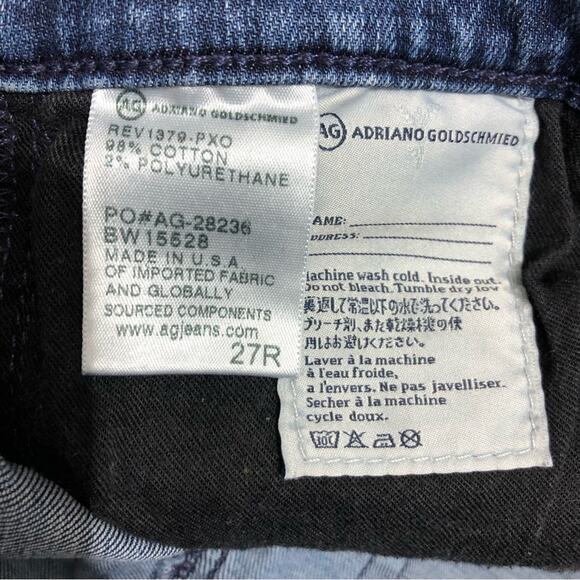 AG ADRIANO GOLDSCHMIED
REV1379-PXO
98% COTTON
2% POLYURETHANE
PO#AG-28236
BW15528
MADE IN U.S.A.
OF IMPORTED FABRIC
AND GLOBALLY
SOURCED COMPONENTS
www.agjeans.com
27R
AG ADRIANO GOLDSCHMIED
AME:
DDRESS:
achine wash cold. Inside out.
Do not bleach. Tumble dry low
裏返して常温以下の水で洗ってください。
ブリーチ剤、また乾燥剤の使
用はお避けください。
Laver à la machine
à l'eau froide,
a l'envers. Ne pas javelliser.
Secher à la machine
cycle doux.